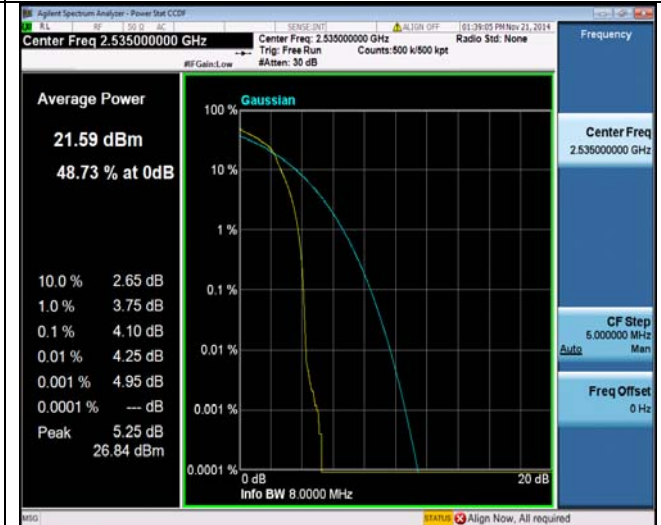 Agilent Spectrum Analyzer - Power Stat CCDF
RL RF 50 Ω AC SENSE:INT ALIGN OFF 01:39:05 PM Nov 21, 2014
Center Freq 2.535000000 GHz
Center Freq: 2.535000000 GHz Radio Std: None
Trig: Free Run Counts:500 k/500 kpt
#IFGain:Low #Atten: 30 dB
Frequency
Average Power
21.59 dBm
48.73 % at 0dB
10.0 % 2.65 dB
1.0 % 3.75 dB
0.1 % 4.10 dB
0.01 % 4.25 dB
0.001 % 4.95 dB
0.0001 % --- dB
Peak 5.25 dB
26.84 dBm
Gaussian
100 %
10 %
1 %
0.1 %
0.01 %
0.001 %
0.0001 %
0 dB 20 dB
Info BW 8.0000 MHz
Center Freq
2.535000000 GHz
CF Step
5.000000 MHz
Auto Man
Freq Offset
0 Hz
MSG STATUS Align Now, All required